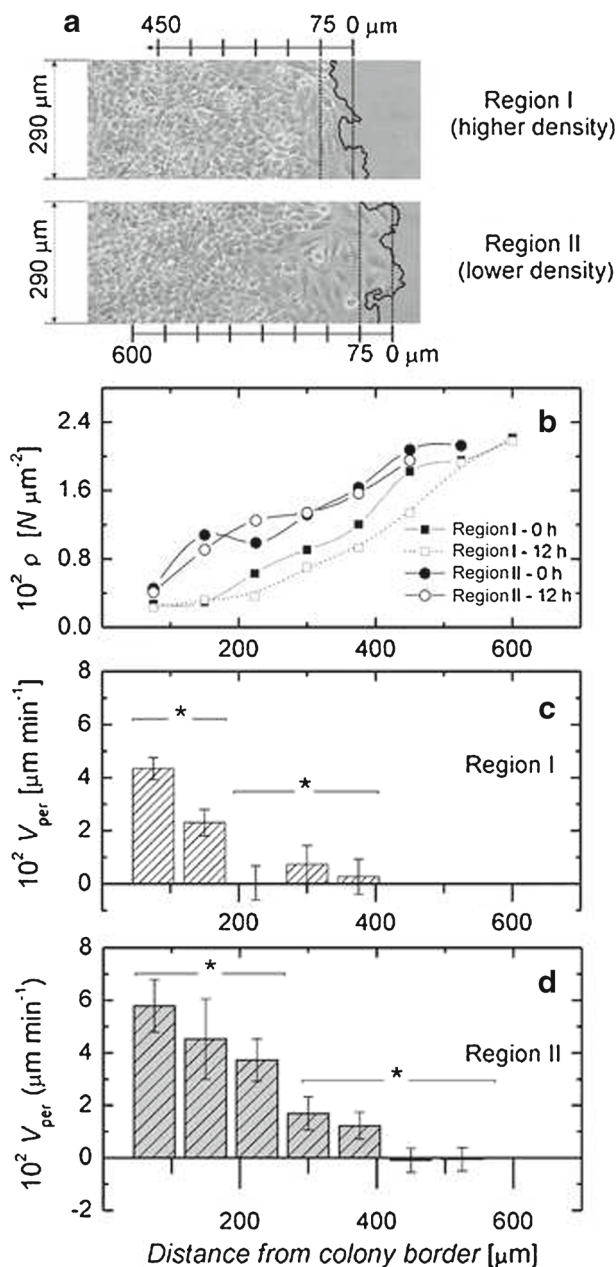 a
450 75 0 μm
290 μm
Region I
(higher density)
290 μm
Region II
(lower density)
600 75 0 μm
b
10² ρ [N μm⁻²]
2.4
1.6
0.8
0.0
Region I - 0 h
Region I - 12 h
Region II - 0 h
Region II - 12 h
200 400 600
c
10² Vper [μm min⁻¹]
8
6
4
2
0
*
*
Region I
200 400 600
d
10² Vper (μm min⁻¹)
8
6
4
2
0
-2
*
*
Region II
200 400 600
Distance from colony border [μm]